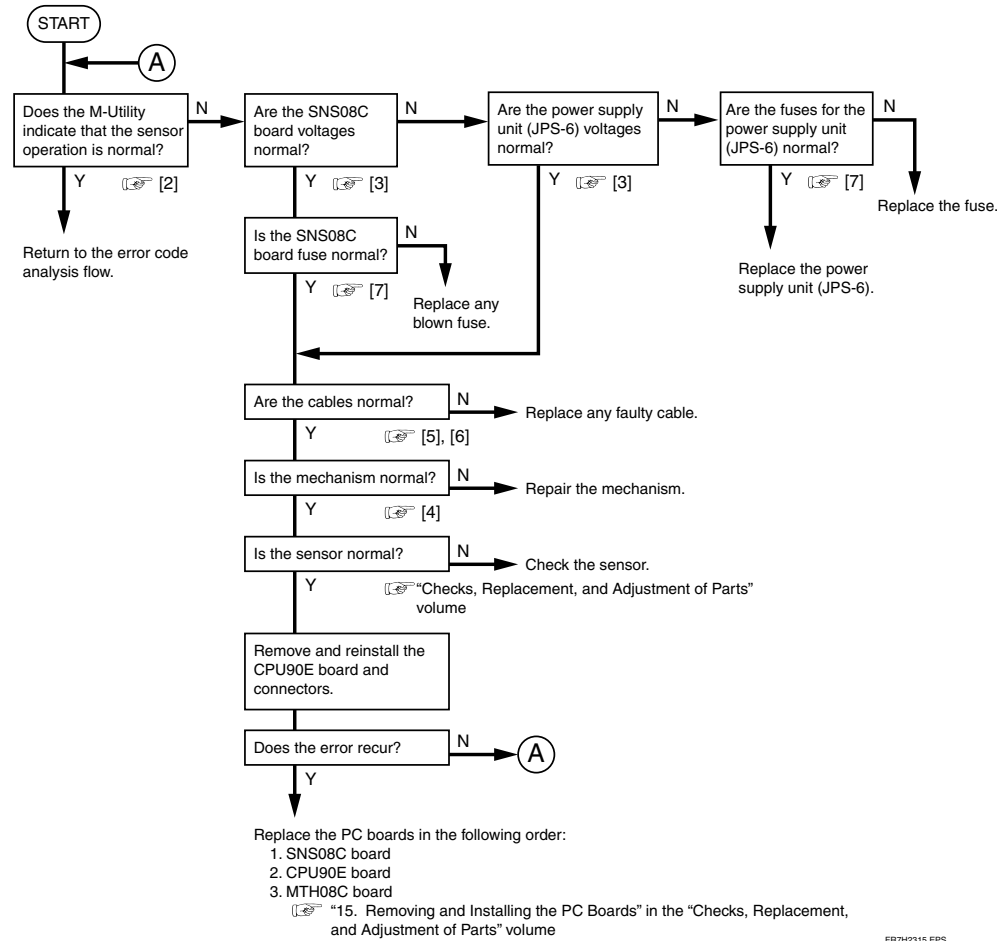 START
A
Does the M-Utility
indicate that the sensor
operation is normal?
N
Y
[2]
Return to the error code
analysis flow.
Are the SNS08C
board voltages
normal?
N
Y
[3]
Is the SNS08C
board fuse normal?
N
Y
[7]
Replace any
blown fuse.
Are the power supply
unit (JPS-6) voltages
normal?
N
Y
[3]
Are the fuses for the
power supply unit
(JPS-6) normal?
N
Y
[7]
Replace the fuse.
Replace the power
supply unit (JPS-6).
Are the cables normal?
N
Replace any faulty cable.
Y
[5], [6]
Is the mechanism normal?
N
Repair the mechanism.
Y
[4]
Is the sensor normal?
N
Check the sensor.
Y
“Checks, Replacement, and Adjustment of Parts”
volume
Remove and reinstall the
CPU90E board and
connectors.
Does the error recur?
N
A
Y
Replace the PC boards in the following order:
1. SNS08C board
2. CPU90E board
3. MTH08C board
“15. Removing and Installing the PC Boards” in the “Checks, Replacement,
and Adjustment of Parts” volume
FR7H2315.EPS